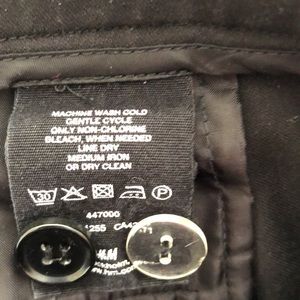 MACHINE WASH COLD
GENTLE CYCLE
ONLY NON-CHLORINE
BLEACH, WHEN NEEDED
LINE DRY
MEDIUM IRON
OR DRY CLEAN
30
447000
H&M